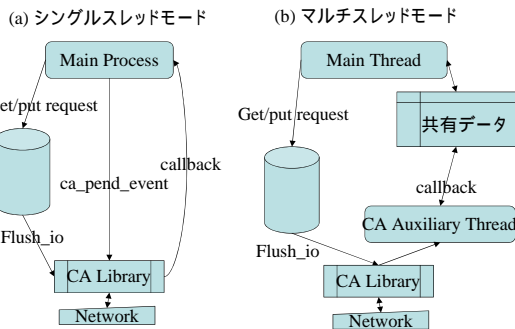 (a) シングルスレッドモード
Main Process
et/put request
callback
ca_pend_event
Flush_io
CA Library
Network
(b) マルチスレッドモード
Main Thread
Get/put request
共有データ
callback
CA Auxiliary Thread
Flush_io
CA Library
Network